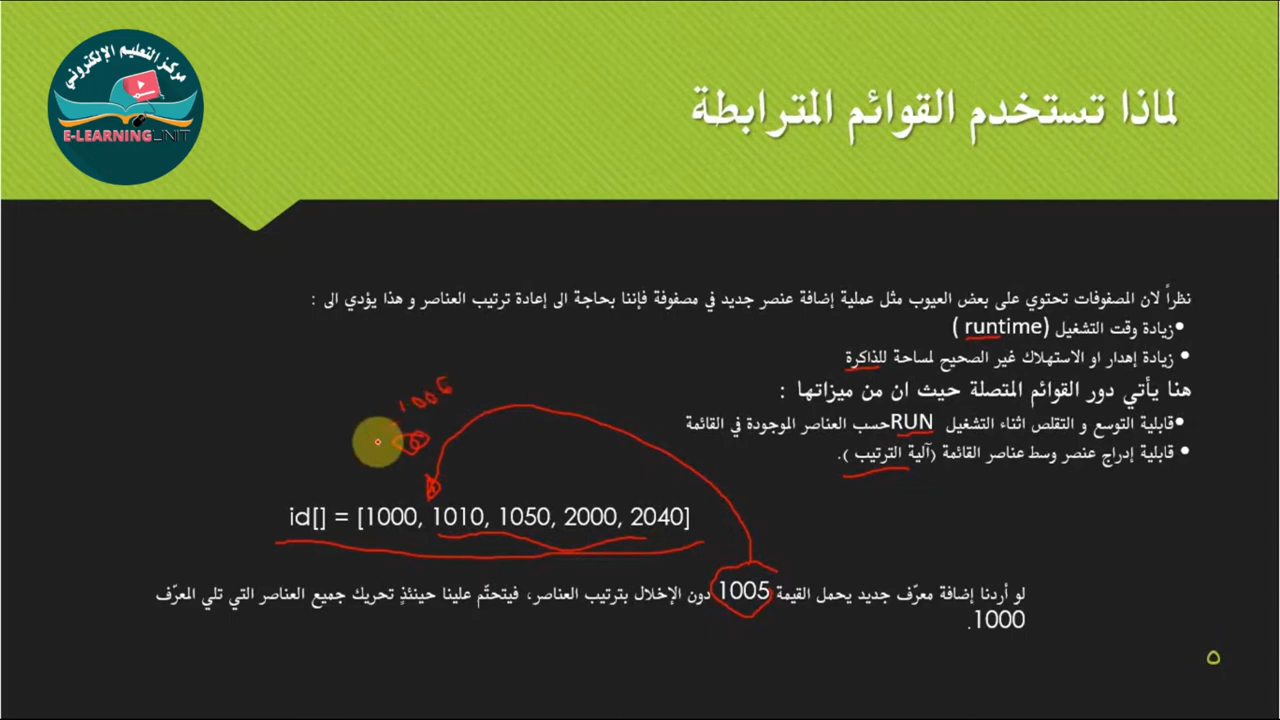 مركز التعليم الإلكتروني
E-LEARNING UNIT
لماذا تستخدم القوائم المترابطة
نظراً لان المصفوفات تحتوي على بعض العيوب مثل عملية إضافة عنصر جديد في مصفوفة فإننا بحاجة الى إعادة ترتيب العناصر و هذا يؤدي الى :
•زيادة وقت التشغيل (runtime )
• زيادة إهدار او الاستهلاك غير الصحيح لمساحة للذاكرة
هنا يأتي دور القوائم المتصلة حيث ان من ميزاتها :
•قابلية التوسع و التقلص اثناء التشغيل RUNحسب العناصر الموجودة في القائمة
• قابلية إدراج عنصر وسط عناصر القائمة (آلية الترتيب ).
id[] = [1000, 1010, 1050, 2000, 2040]
لو أردنا إضافة معرّف جديد يحمل القيمة 1005 دون الإخلال بترتيب العناصر، فيتحتّم علينا حينئذٍ تحريك جميع العناصر التي تلي المعرّف
1000.
٥